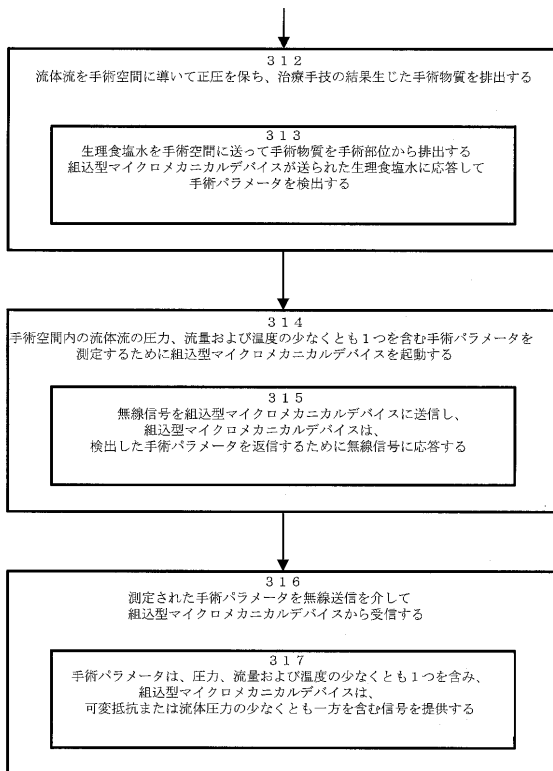 ３１２
流体流を手術空間に導いて正圧を保ち、治療手技の結果生じた手術物質を排出する
３１３
生理食塩水を手術空間に送って手術物質を手術部位から排出する
組込型マイクロメカニカルデバイスが送られた生理食塩水に応答して
手術パラメータを検出する
３１４
手術空間内の流体流の圧力、流量および温度の少なくとも１つを含む手術パラメータを
測定するために組込型マイクロメカニカルデバイスを起動する
３１５
無線信号を組込型マイクロメカニカルデバイスに送信し、
組込型マイクロメカニカルデバイスは、
検出した手術パラメータを返信するために無線信号に応答する
３１６
測定された手術パラメータを無線送信を介して
組込型マイクロメカニカルデバイスから受信する
３１７
手術パラメータは、圧力、流量および温度の少なくとも１つを含み、
組込型マイクロメカニカルデバイスは、
可変抵抗または流体圧力の少なくとも一方を含む信号を提供する